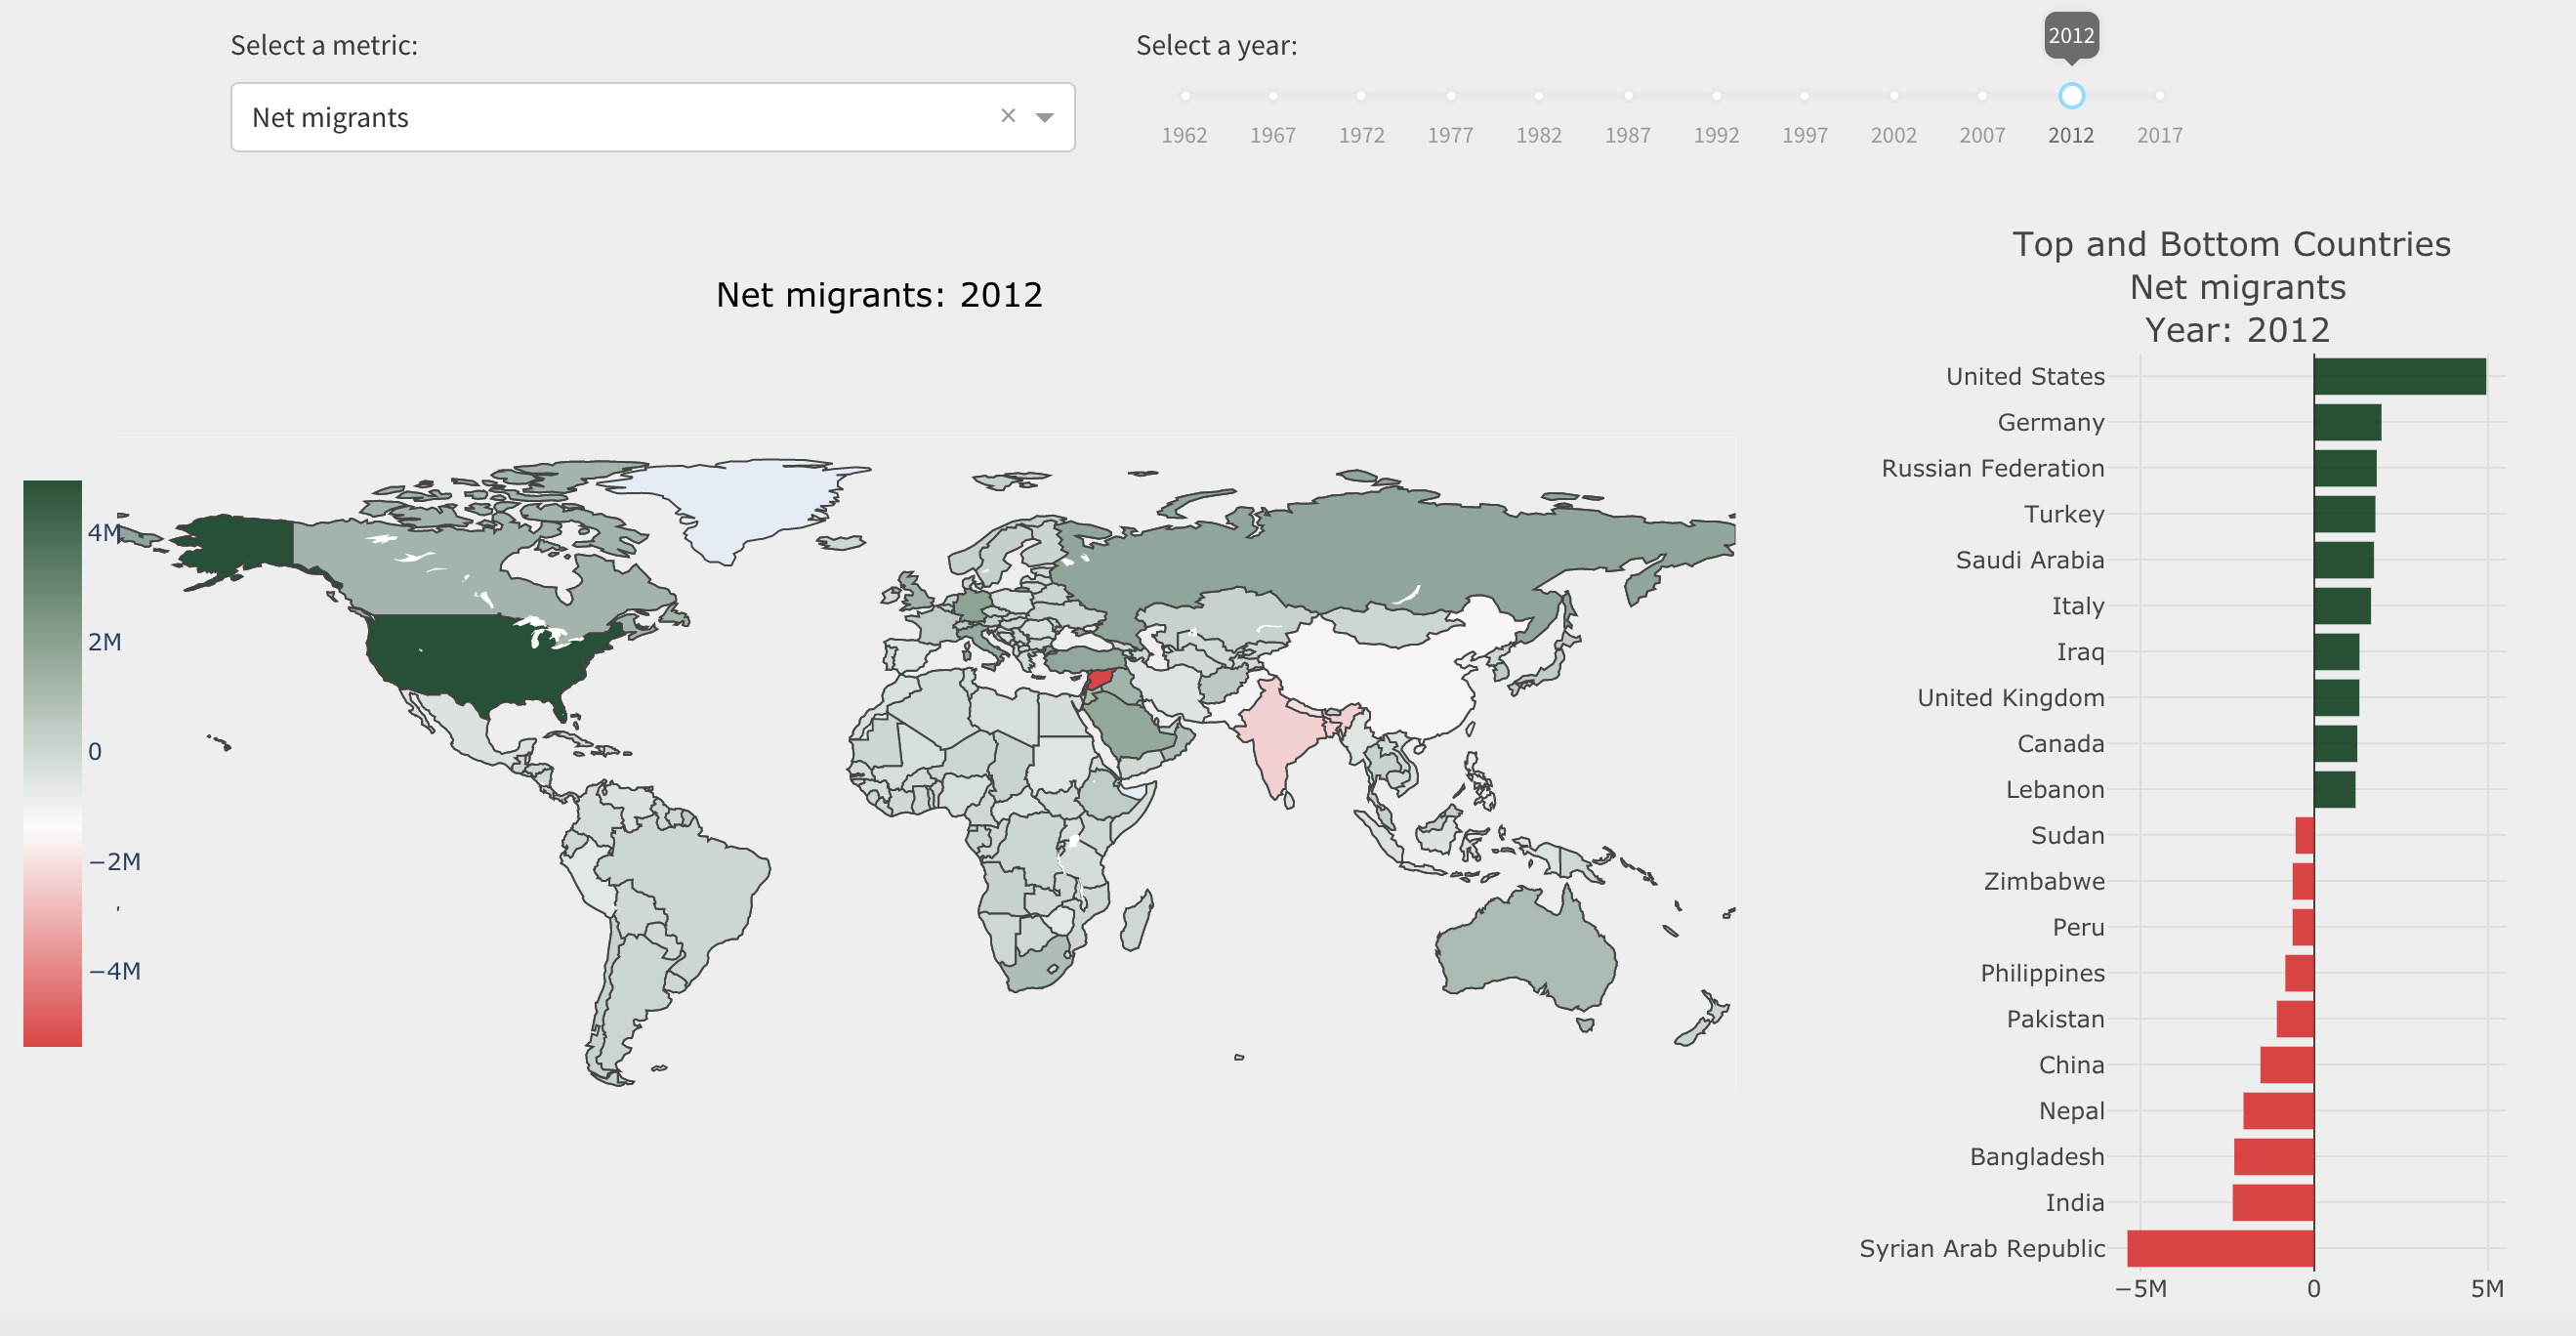 Select a metric:
Net migrants
×
Select a year:
2012
1962 1967 1972 1977 1982 1987 1992 1997 2002 2007 2012 2017
Net migrants: 2012
4M
2M
0
−2M
−4M
Top and Bottom Countries
Net migrants
Year: 2012
United States
Germany
Russian Federation
Turkey
Saudi Arabia
Italy
Iraq
United Kingdom
Canada
Lebanon
Sudan
Zimbabwe
Peru
Philippines
Pakistan
China
Nepal
Bangladesh
India
Syrian Arab Republic
−5M 0 5M